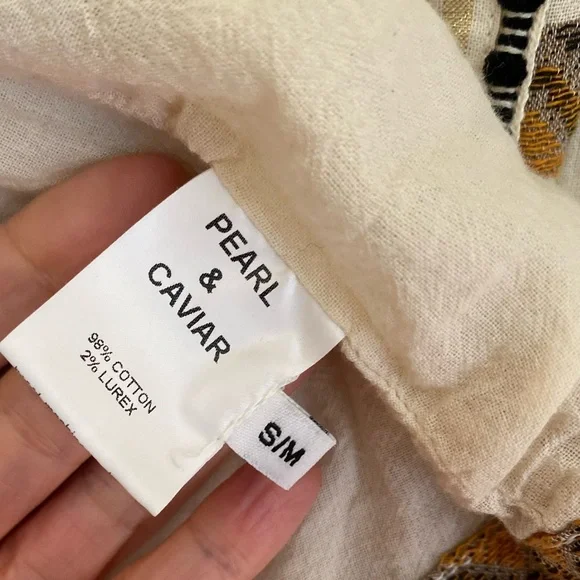 PEARL
&
CAVIAR
98% COTTON
2% LUREX
S/M